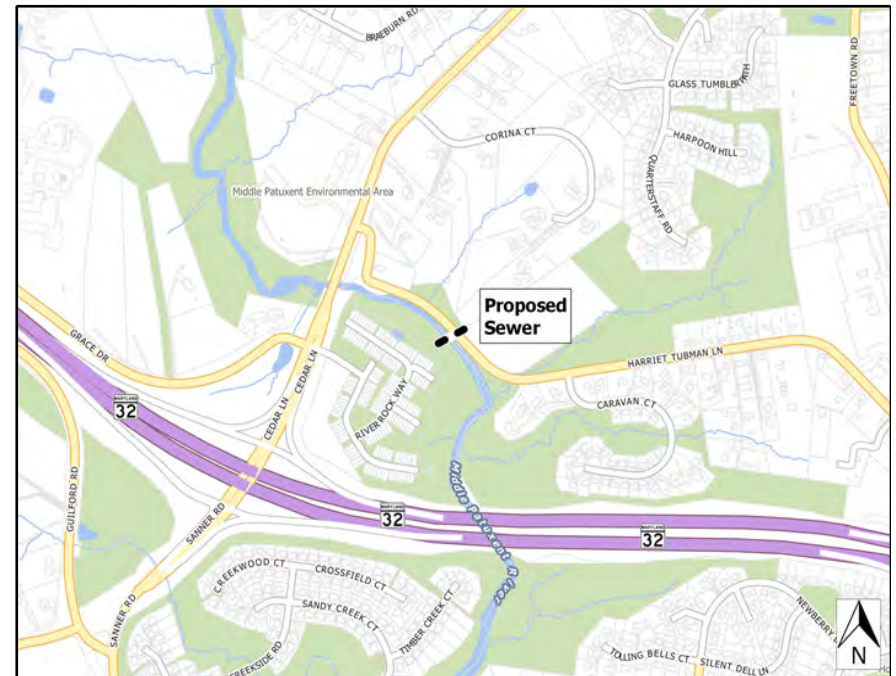 BRAEBURN RD
GLASS TUMBLER PATH
FREETOWN RD
CORINA CT
HARPOON HILL
QUARTERSTAFF RD
Middle Patuxent Environmental Area
Proposed
Sewer
GRACE DR
CEDAR LN
CEDAR LN
HARRIET TUBMAN LN
RIVER ROCK WAY
CARAVAN CT
MARYLAND
32
GUILFORD RD
SANNER RD
MARYLAND
32
MARYLAND
32
Middle Patuxent River
CREEKWOOD CT
CROSSFIELD CT
SANDY CREEK CT
TIMBER CREEK CT
SANNER RD
CREEKSIDE RD
NEWBERRY
TOLLING BELLS CT
SILENT DELL LN
N